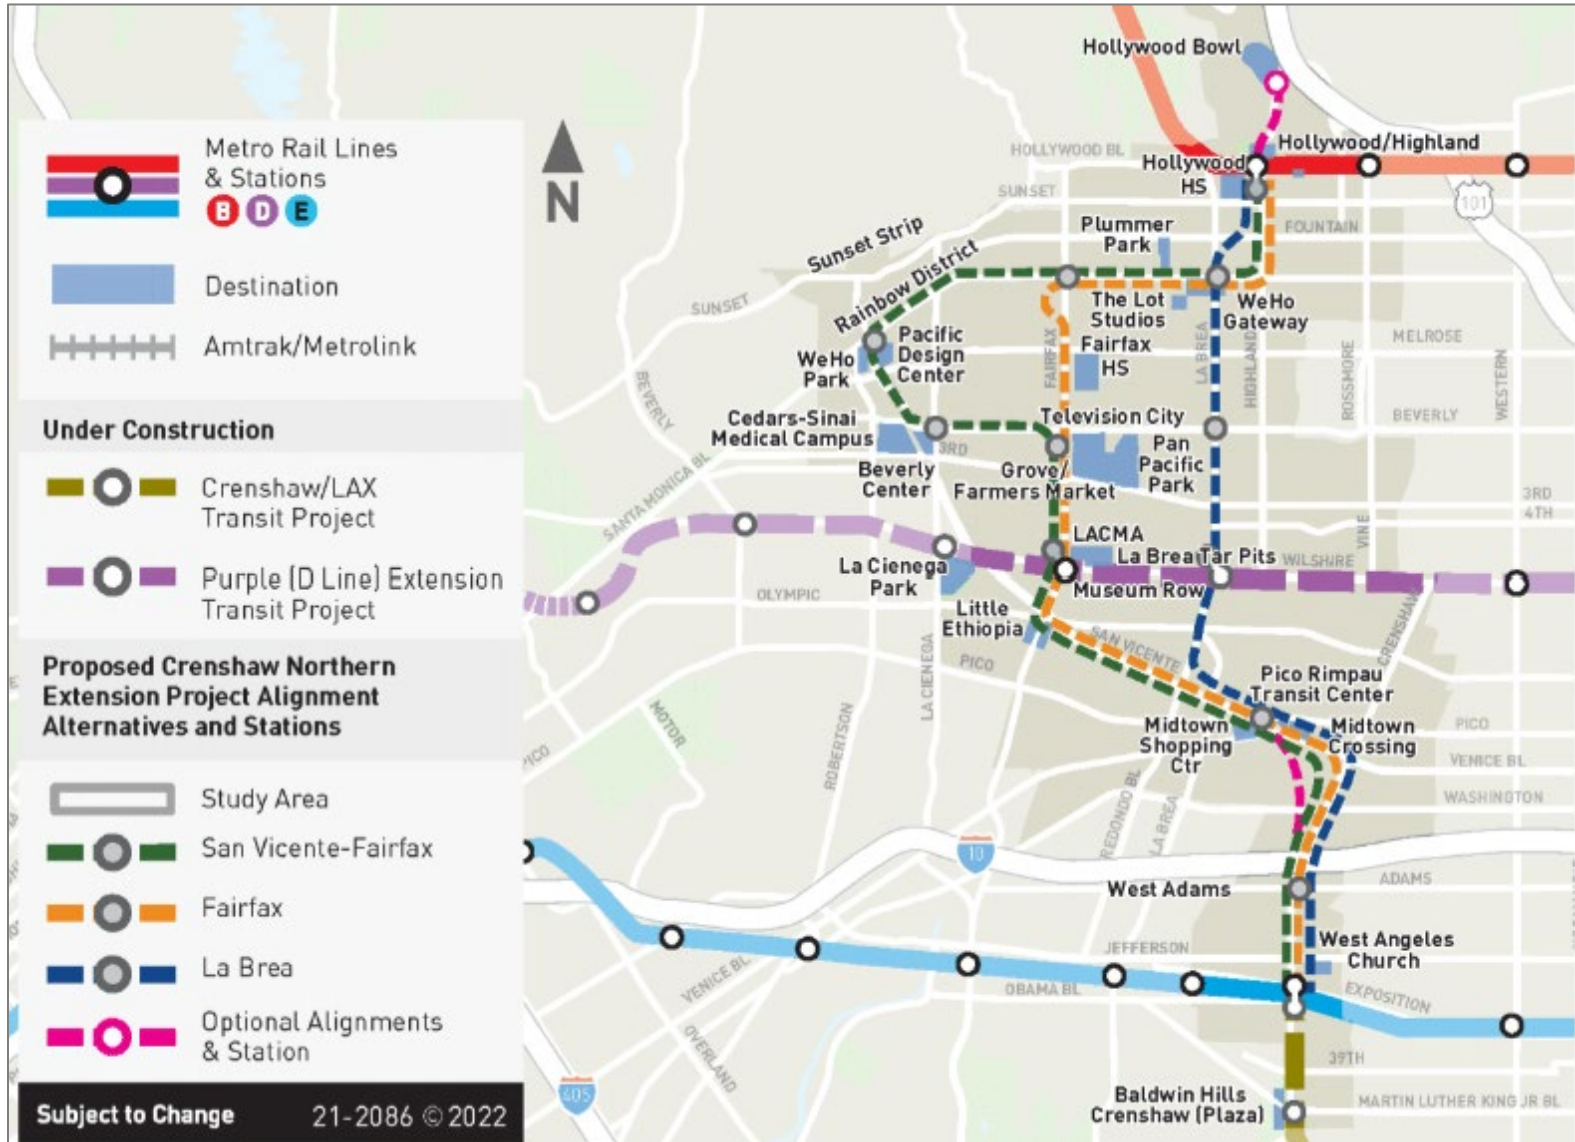 Metro Rail Lines
& Stations
B D E
Destination
Amtrak/Metrolink
Under Construction
Crenshaw/LAX
Transit Project
Purple (D Line) Extension
Transit Project
Proposed Crenshaw Northern
Extension Project Alignment
Alternatives and Stations
Study Area
San Vicente-Fairfax
Fairfax
La Brea
Optional Alignments
& Station
Subject to Change 21-2086 © 2022
N
Hollywood Bowl
HOLLYWOOD BL
Hollywood/Highland
Hollywood
HS
SUNSET
101
FOUNTAIN
Plummer
Park
Sunset Strip
Rainbow District
SUNSET
The Lot
Studios
WeHo
Gateway
Pacific
Design
Center
WeHo
Park
FAIRFAX
Fairfax
HS
LA BREA
HIGHLAND
ROSSMORE
MELROSE
WESTERN
BEVERLY
Cedars-Sinai
Medical Campus
Television City
BEVERLY
3RD
Beverly
Center
Grove/
Farmers Market
Pan
Pacific
Park
3RD
4TH
SANTA MONICA BL
VINE
LACMA
La Brea Tar Pits
WILSHIRE
La Cienega
Park
Museum Row
OLYMPIC
Little
Ethiopia
SAN VICENTE
CRENSHAW
PICO
LA CIENEGA
Pico Rimpau
Transit Center
MOTOR
ROBERTSON
Midtown
Shopping
Ctr
Midtown
Crossing
PICO
PICO
VENICE BL
REDONDO BL
LA BREA
WASHINGTON
10
West Adams
ADAMS
JEFFERSON
West Angeles
Church
VENICE BL
OBAMA BL
EXPOSITION
OVERLAND
39TH
405
Baldwin Hills
Crenshaw (Plaza)
MARTIN LUTHER KING JR BL